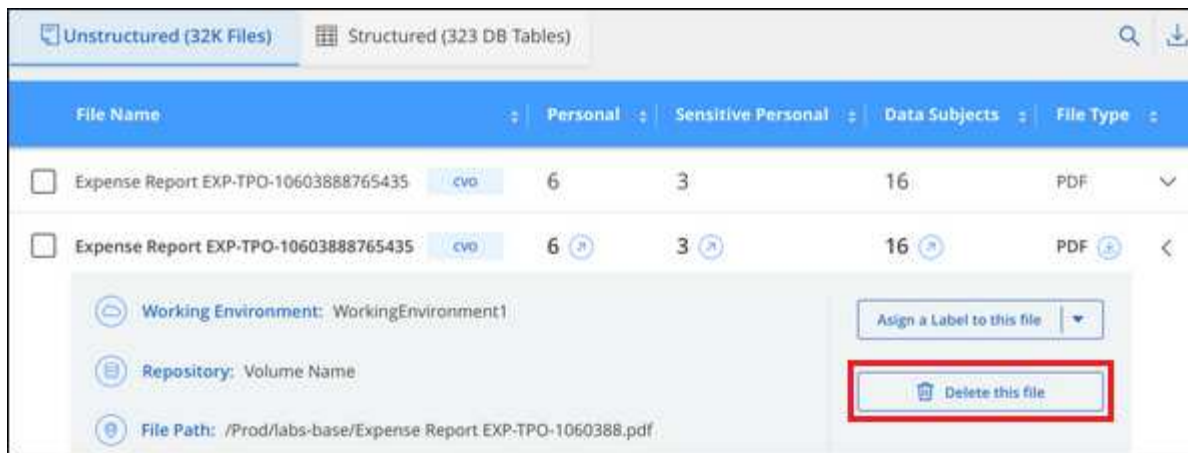 Unstructured (32K Files) Structured (323 DB Tables)
File Name Personal Sensitive Personal Data Subjects File Type
Expense Report EXP-TPO-10603888765435 CVO 6 3 16 PDF
Expense Report EXP-TPO-10603888765435 CVO 6 3 16 PDF
Working Environment: WorkingEnvironment1
Asign a Label to this file
Repository: Volume Name
Delete this file
File Path: /Prod/labs-base/Expense Report EXP-TPO-1060388.pdf